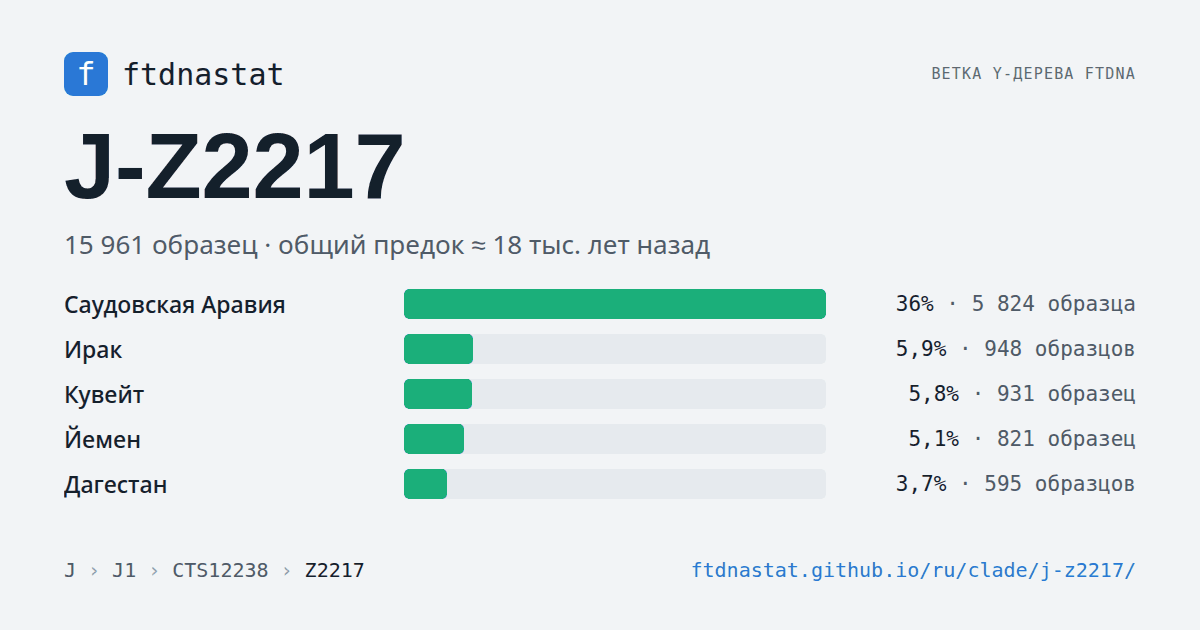 f ftdnastat
ВЕТКА Y-ДЕРЕВА FTDNA
J-Z2217
15 961 образец · общий предок ≈ 18 тыс. лет назад
Саудовская Аравия 36% · 5 824 образца
Ирак 5,9% · 948 образцов
Кувейт 5,8% · 931 образец
Йемен 5,1% · 821 образец
Дагестан 3,7% · 595 образцов
J › J1 › CTS12238 › Z2217
ftdnastat.github.io/ru/clade/j-z2217/